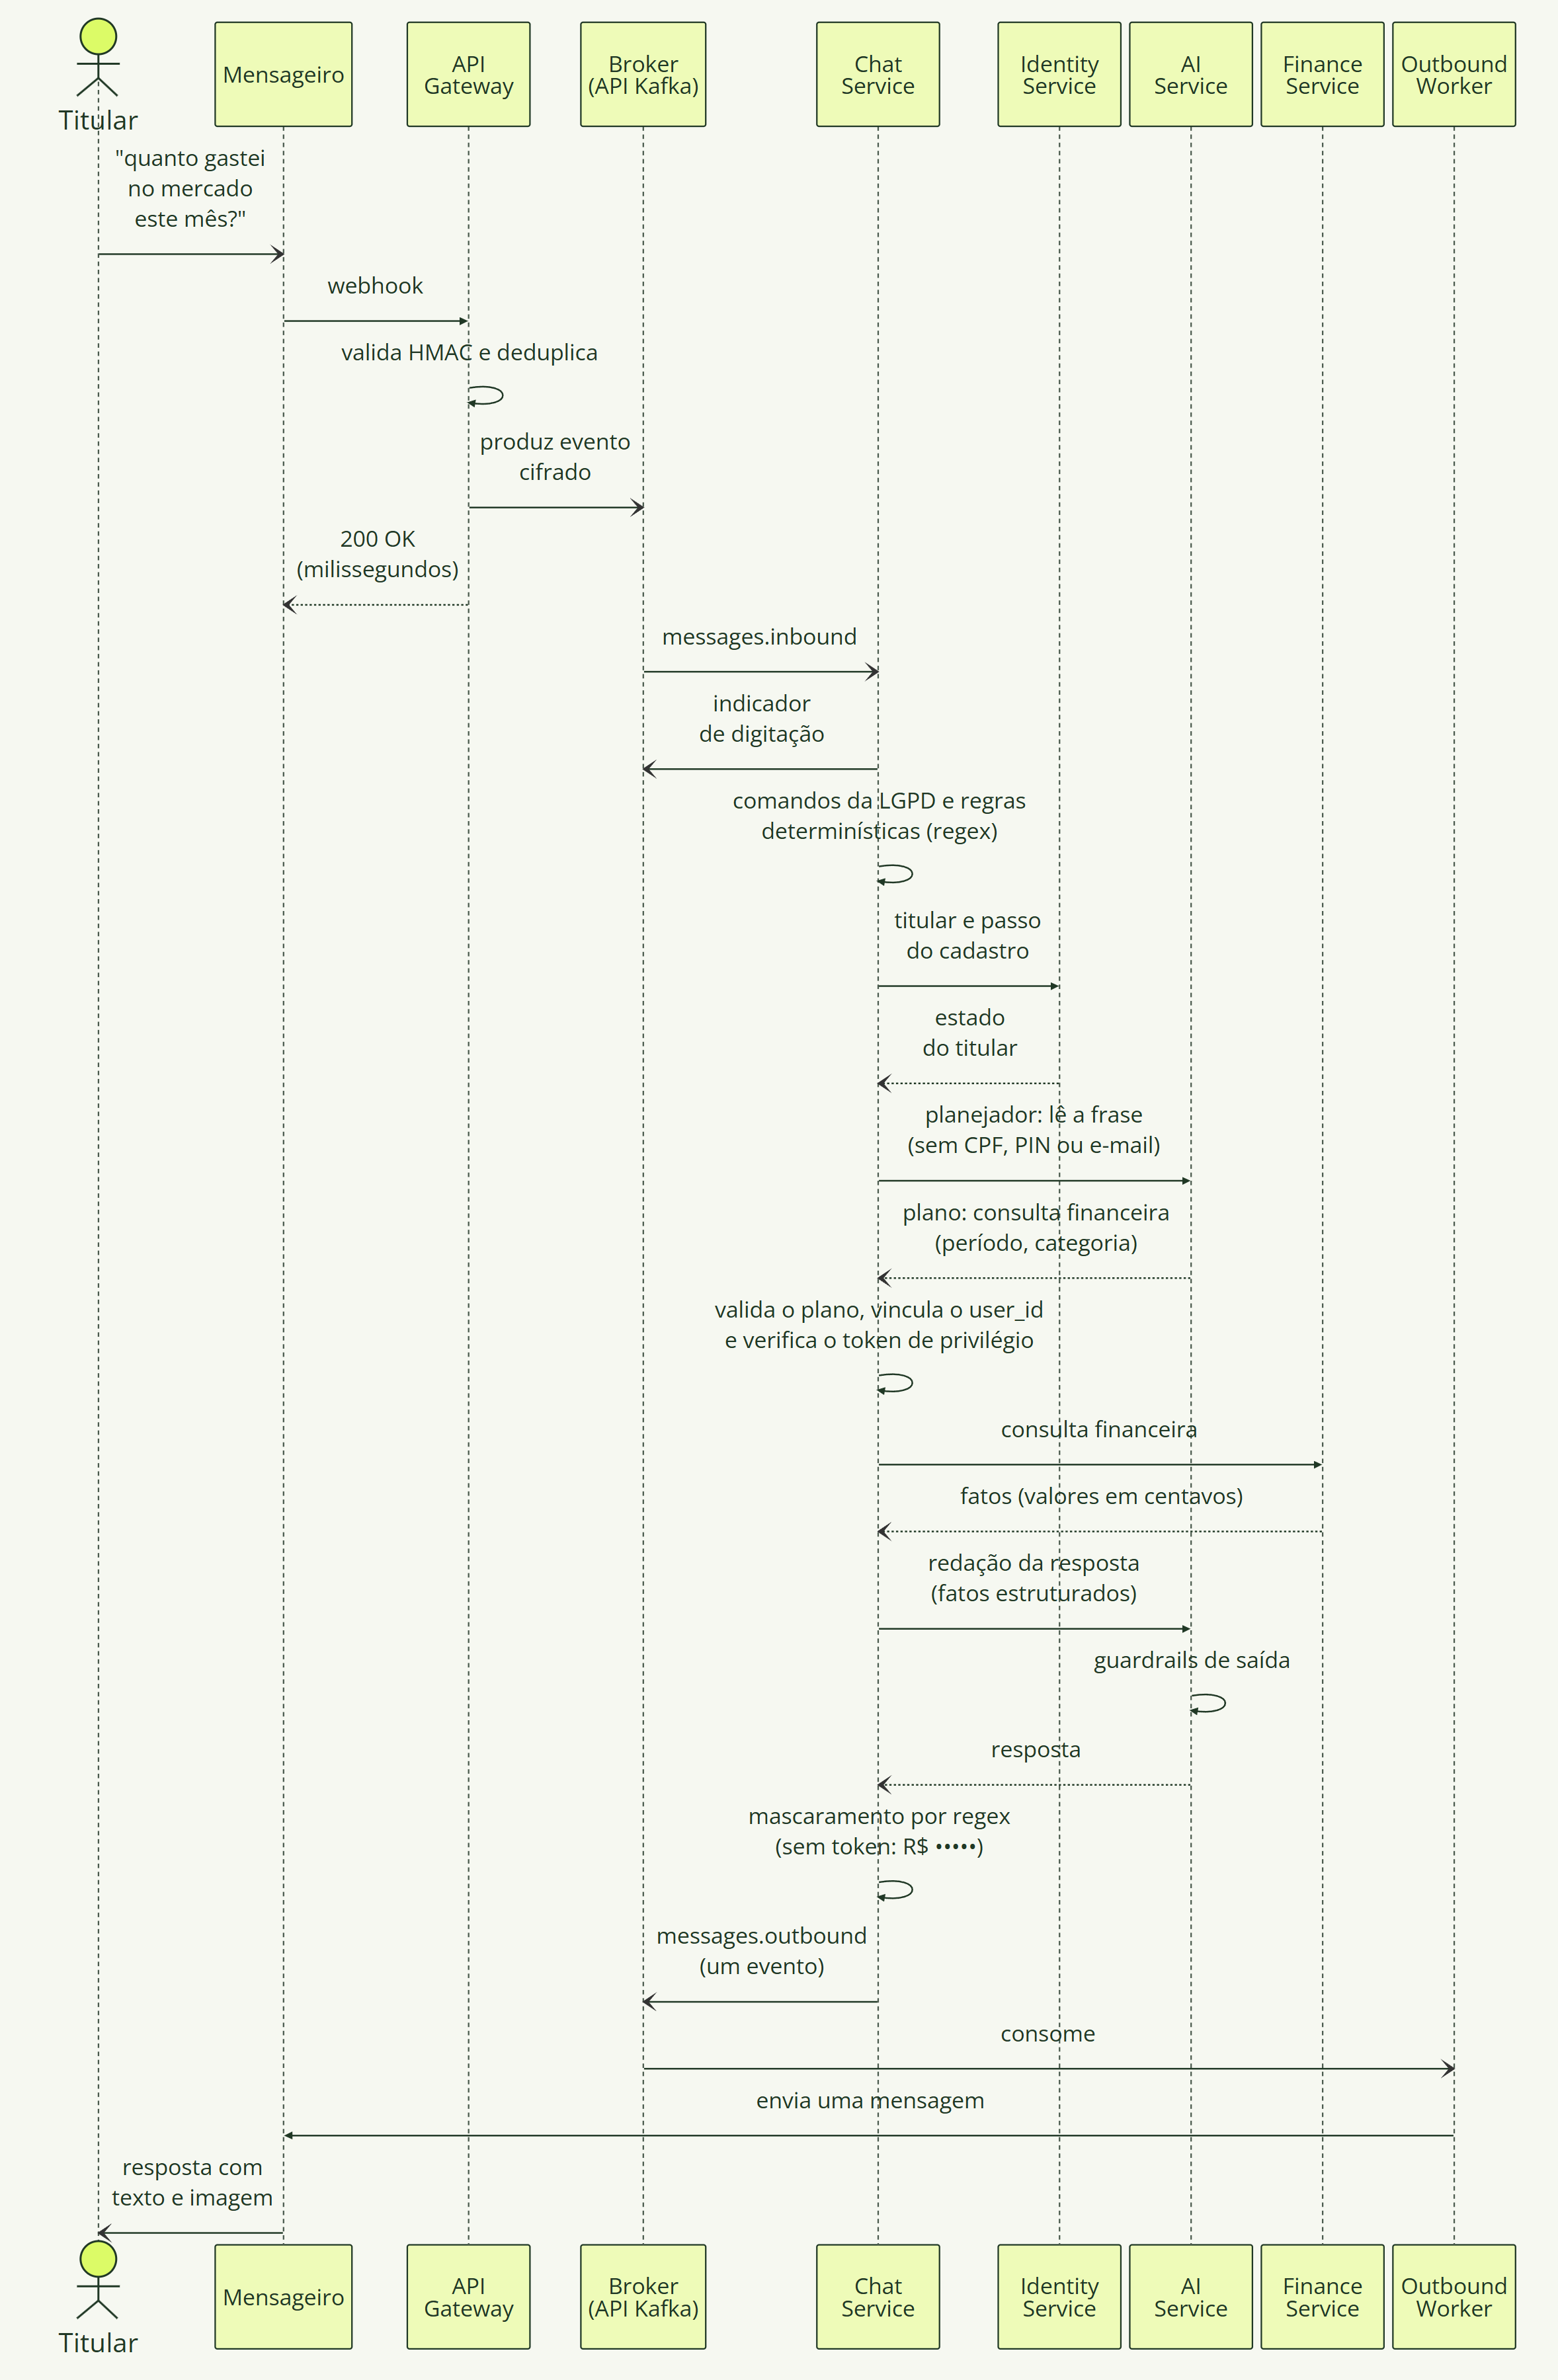 Titular
Mensageiro
API
Gateway
Broker
(API Kafka)
Chat
Service
Identity
Service
AI
Service
Finance
Service
Outbound
Worker
"quanto gastei
no mercado
este mês?"
webhook
valida HMAC e deduplica
produz evento
cifrado
200 OK
(milissegundos)
messages.inbound
indicador
de digitação
comandos da LGPD e regras
determinísticas (regex)
titular e passo
do cadastro
estado
do titular
planejador: lê a frase
(sem CPF, PIN ou e-mail)
plano: consulta financeira
(período, categoria)
valida o plano, vincula o user_id
e verifica o token de privilégio
consulta financeira
fatos (valores em centavos)
redação da resposta
(fatos estruturados)
guardrails de saída
resposta
mascaramento por regex
(sem token: R$ •••••)
messages.outbound
(um evento)
consome
envia uma mensagem
resposta com
texto e imagem
Titular
Mensageiro
API
Gateway
Broker
(API Kafka)
Chat
Service
Identity
Service
AI
Service
Finance
Service
Outbound
Worker